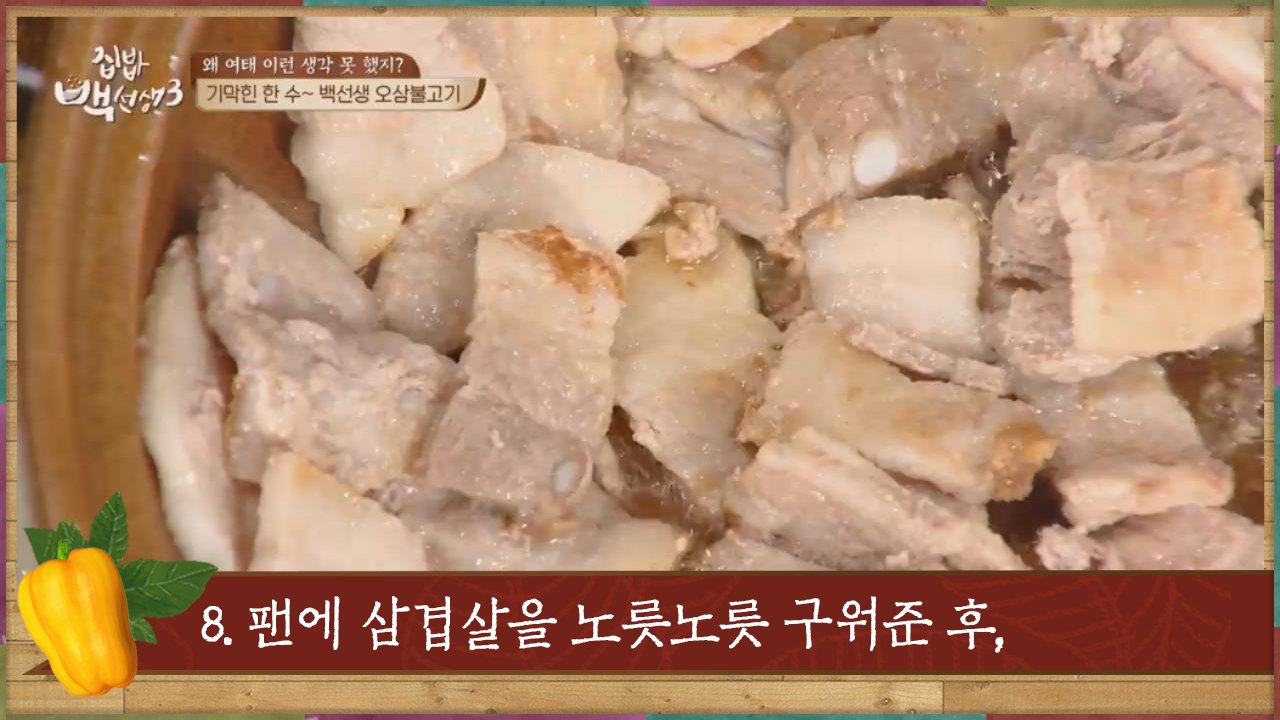 집밥
백선생3
왜 여태 이런 생각 못 했지?
기막힌 한 수~ 백선생 오삼불고기
8. 팬에 삼겹살을 노릇노릇 구워준 후,